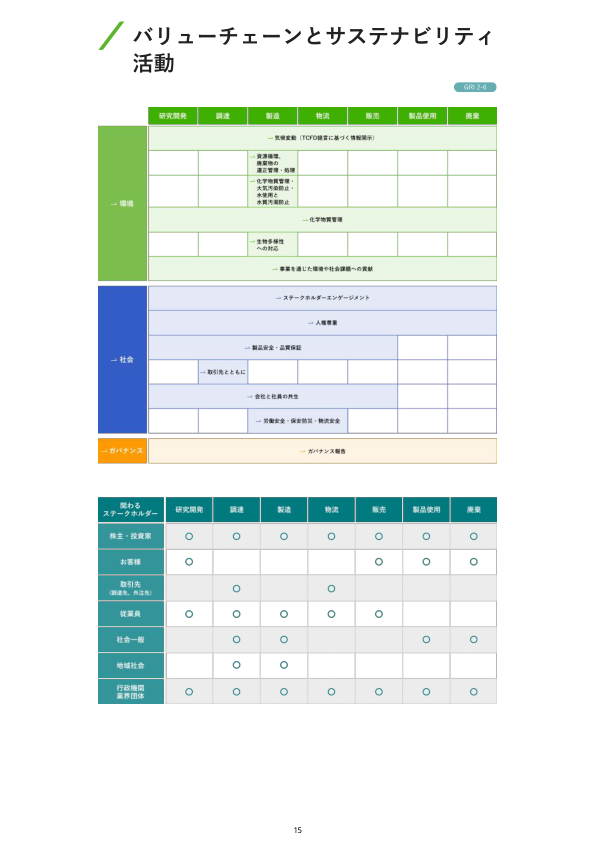 バリューチェーンとサステナビリティ
活動
GRI:2-6
研究開発 調達 製造 物流 販売 製品使用 廃棄
→環境
→気候変動（TCFD提言に基づく情報開示）
→資源循環、
廃棄物の
適正管理・処理
→化学物質管理・
大気汚染防止・
水使用と
水質汚濁防止
→化学物質管理
→生物多様性
への対応
→事業を通じた環境や社会課題への貢献
→社会
→ステークホルダーエンゲージメント
→人権尊重
→製品安全・品質保証
→取引先とともに
→会社と社員の共生
→労働安全・保安防災・物流安全
→ガバナンス
→ガバナンス報告
関わる
ステークホルダー
研究開発 調達 製造 物流 販売 製品使用 廃棄
株主・投資家 ○ ○ ○ ○ ○ ○ ○
お客様 ○ ○ ○ ○
取引先
（調達先、外注先） ○ ○
従業員 ○ ○ ○ ○ ○
社会一般 ○ ○ ○ ○
地域社会 ○ ○
行政機関
業界団体 ○ ○ ○ ○ ○ ○ ○
15